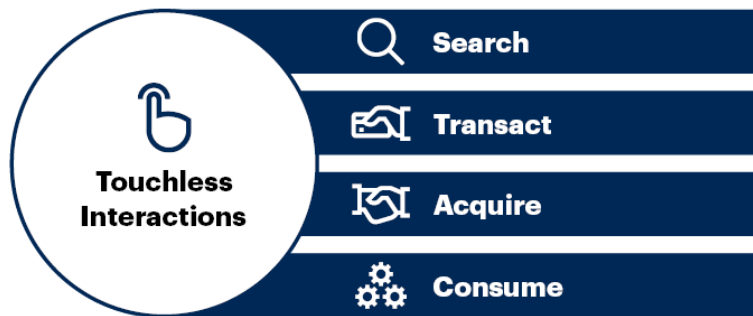 Touchless
Interactions
Search
Transact
Acquire
Consume